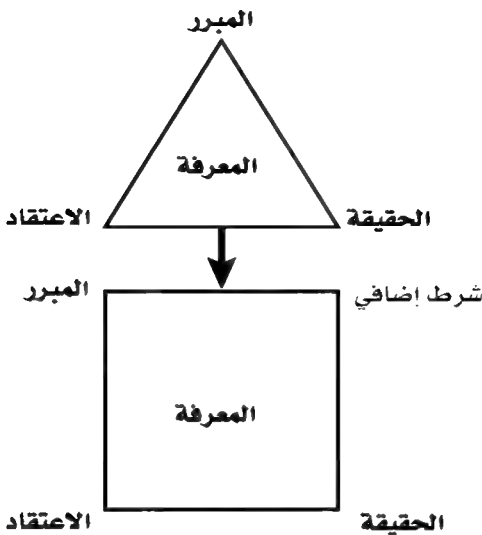 المبرر
المعرفة
الحقيقة
الاعتقاد
شرط إضافي
المبرر
المعرفة
الحقيقة
الاعتقاد